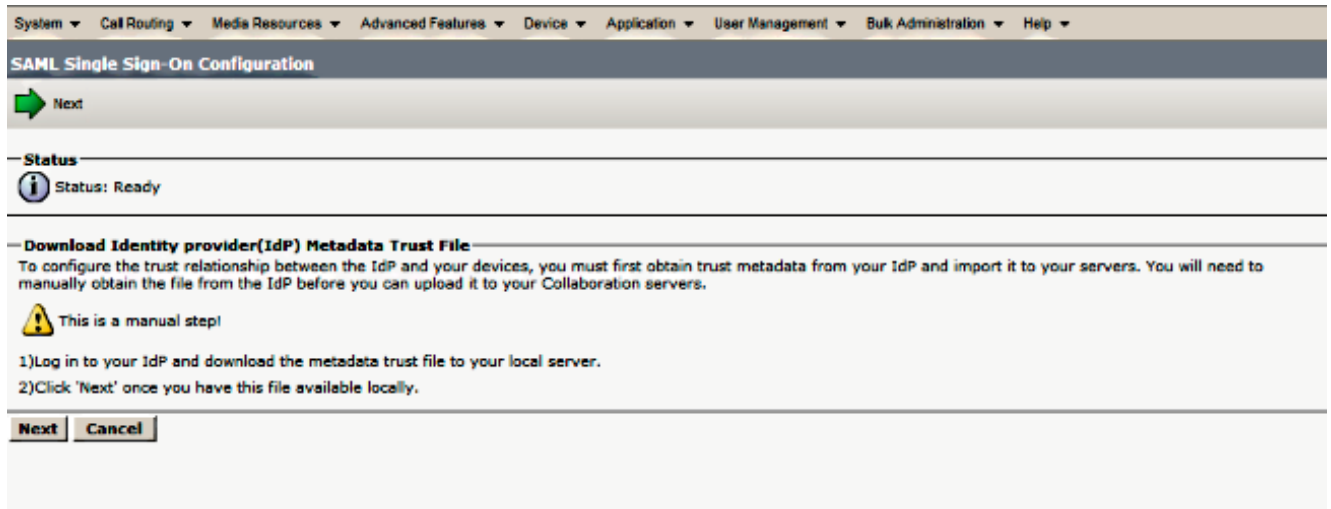 System Call Routing Media Resources Advanced Features Device Application User Management Bulk Administration Help
SAML Single Sign-On Configuration
Next
Status
Status: Ready
Download Identity provider(IdP) Metadata Trust File
To configure the trust relationship between the IdP and your devices, you must first obtain trust metadata from your IdP and import it to your servers. You will need to
manually obtain the file from the IdP before you can upload it to your Collaboration servers.
This is a manual step!
1)Log in to your IdP and download the metadata trust file to your local server.
2)Click 'Next' once you have this file available locally.
Next Cancel